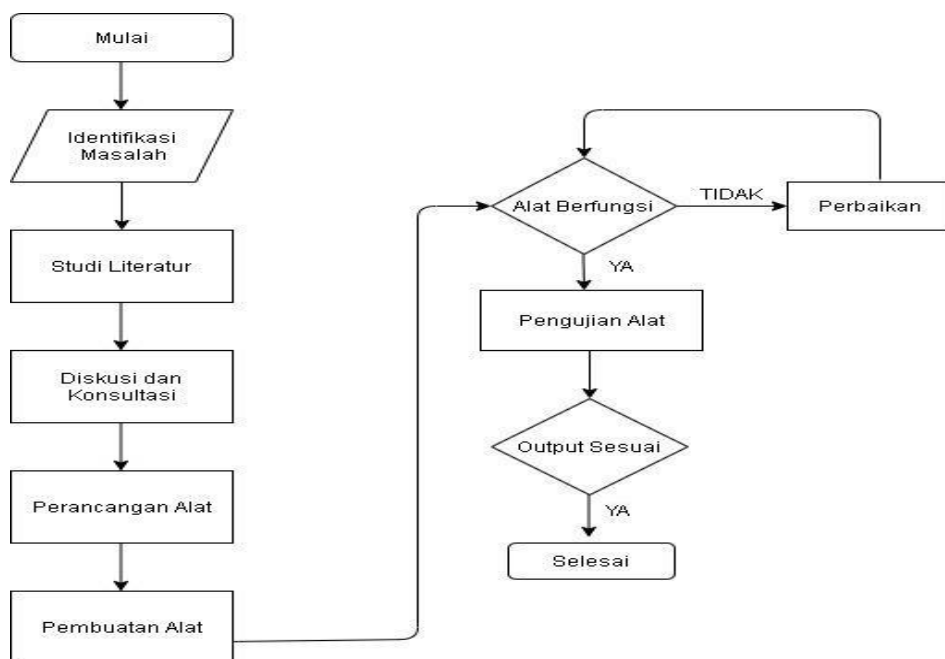 Mulai
Identifikasi
Masalah
Studi Literatur
Diskusi dan
Konsultasi
Perancangan Alat
Pembuatan Alat
Alat Berfungsi
TIDAK
Perbaikan
YA
Pengujian Alat
Output Sesuai
YA
Selesai